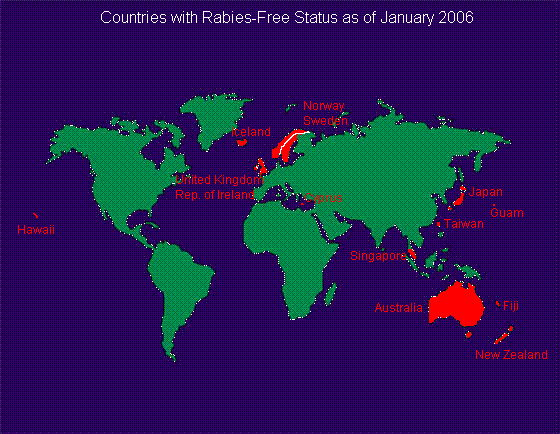 Countries with Rabies-Free Status as of January 2006
Norway
Sweden
Iceland
United Kingdom
Rep. of Ireland
Japan
Guam
Hawaii
Taiwan
Singapore
Australia
Fiji
New Zealand